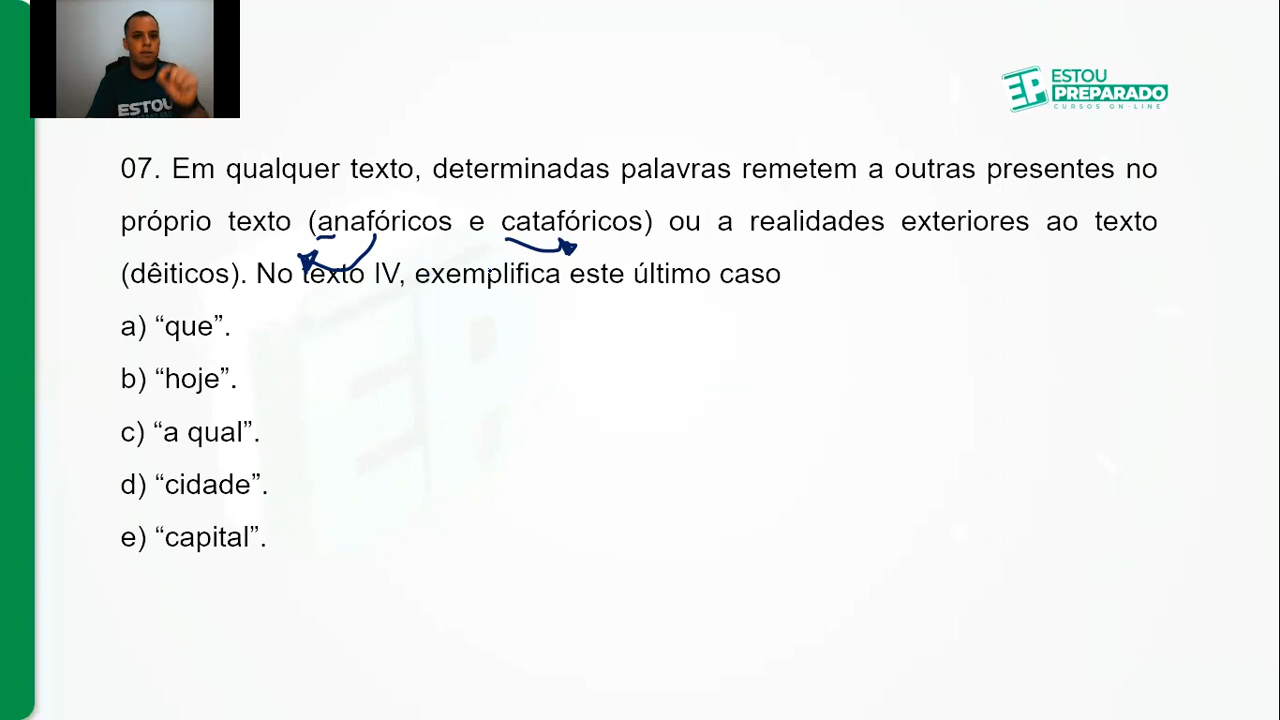 ESTOU
ESTOU
PREPARADO
CURSOS ON-LINE
07. Em qualquer texto, determinadas palavras remetem a outras presentes no
próprio texto (anafóricos e catafóricos) ou a realidades exteriores ao texto
(dêiticos). No texto IV, exemplifica este último caso
a) “que”.
b) “hoje”.
c) “a qual”.
d) “cidade”.
e) “capital”.